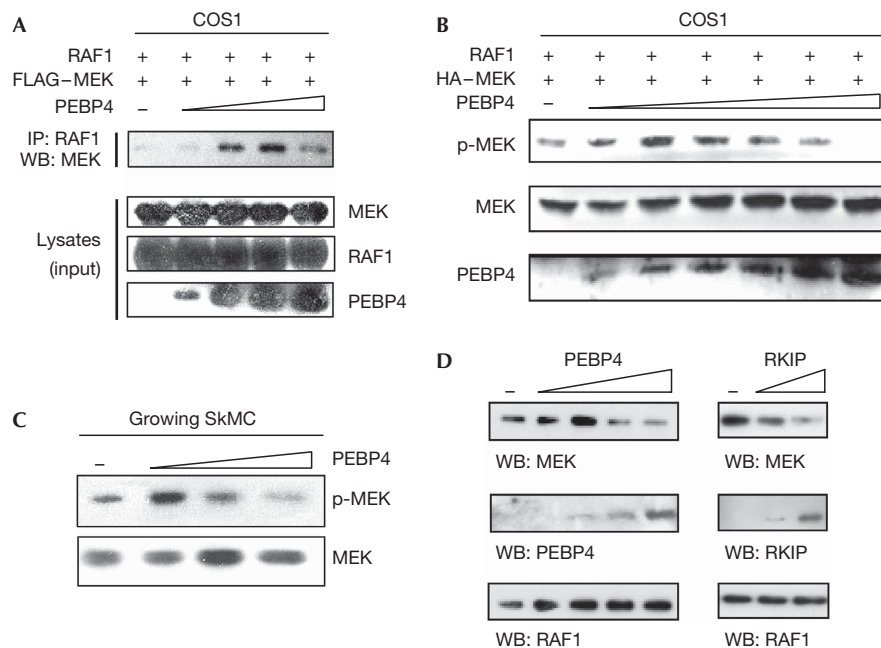 A
COS1
RAF1 + + + + +
FLAG–MEK + + + + +
PEBP4 –
IP: RAF1
WB: MEK
Lysates
(input)
MEK
RAF1
PEBP4
B
COS1
RAF1 + + + + + + +
HA–MEK + + + + + + +
PEBP4 –
p-MEK
MEK
PEBP4
C
Growing SkMC
– PEBP4
p-MEK
MEK
D
PEBP4 RKIP
– –
WB: MEK WB: MEK
WB: PEBP4 WB: RKIP
WB: RAF1 WB: RAF1